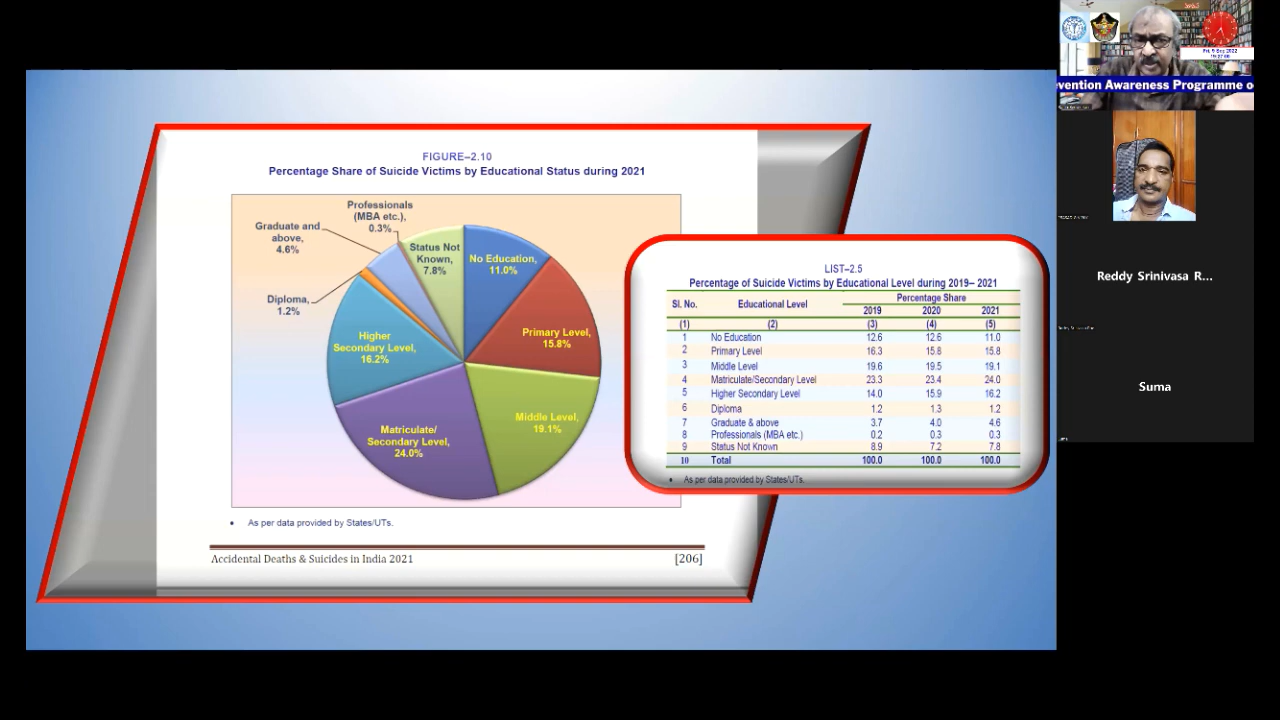 FIGURE–2.10
Percentage Share of Suicide Victims by Educational Status during 2021
Professionals
(MBA etc.),
0.3%
Graduate and
above,
4.6%
Status Not
Known,
7.8%
No Education,
11.0%
Diploma,
1.2%
Primary Level,
15.8%
Higher
Secondary Level,
16.2%
Middle Level,
19.1%
Matriculate/
Secondary Level,
24.0%
• As per data provided by States/UTs.
Accidental Deaths & Suicides in India 2021 [206]
LIST–2.5
Percentage of Suicide Victims by Educational Level during 2019– 2021
Sl. No. Educational Level Percentage Share
2019 2020 2021
(1) (2) (3) (4) (5)
1 No Education 12.6 12.6 11.0
2 Primary Level 16.3 15.8 15.8
3 Middle Level 19.6 19.5 19.1
4 Matriculate/Secondary Level 23.3 23.4 24.0
5 Higher Secondary Level 14.0 15.9 16.2
6 Diploma 1.2 1.3 1.2
7 Graduate & above 3.7 4.0 4.6
8 Professionals (MBA etc.) 0.2 0.3 0.3
9 Status Not Known 8.9 7.2 7.8
10 Total 100.0 100.0 100.0
• As per data provided by States/UTs.
vention Awareness Programme o
Reddy Srinivasa R...
Suma